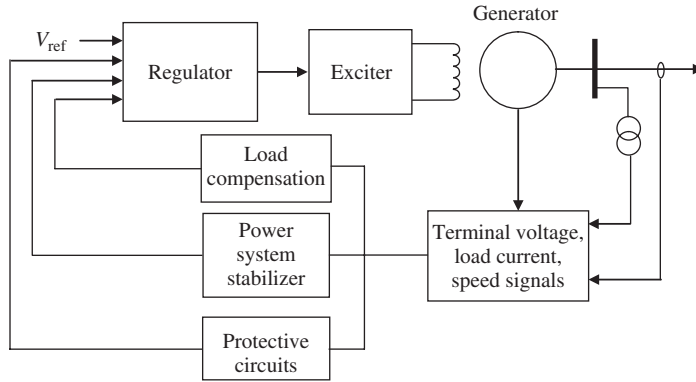 Generator
V_ref
Regulator
Exciter
Load
compensation
Power
system
stabilizer
Terminal voltage,
load current,
speed signals
Protective
circuits